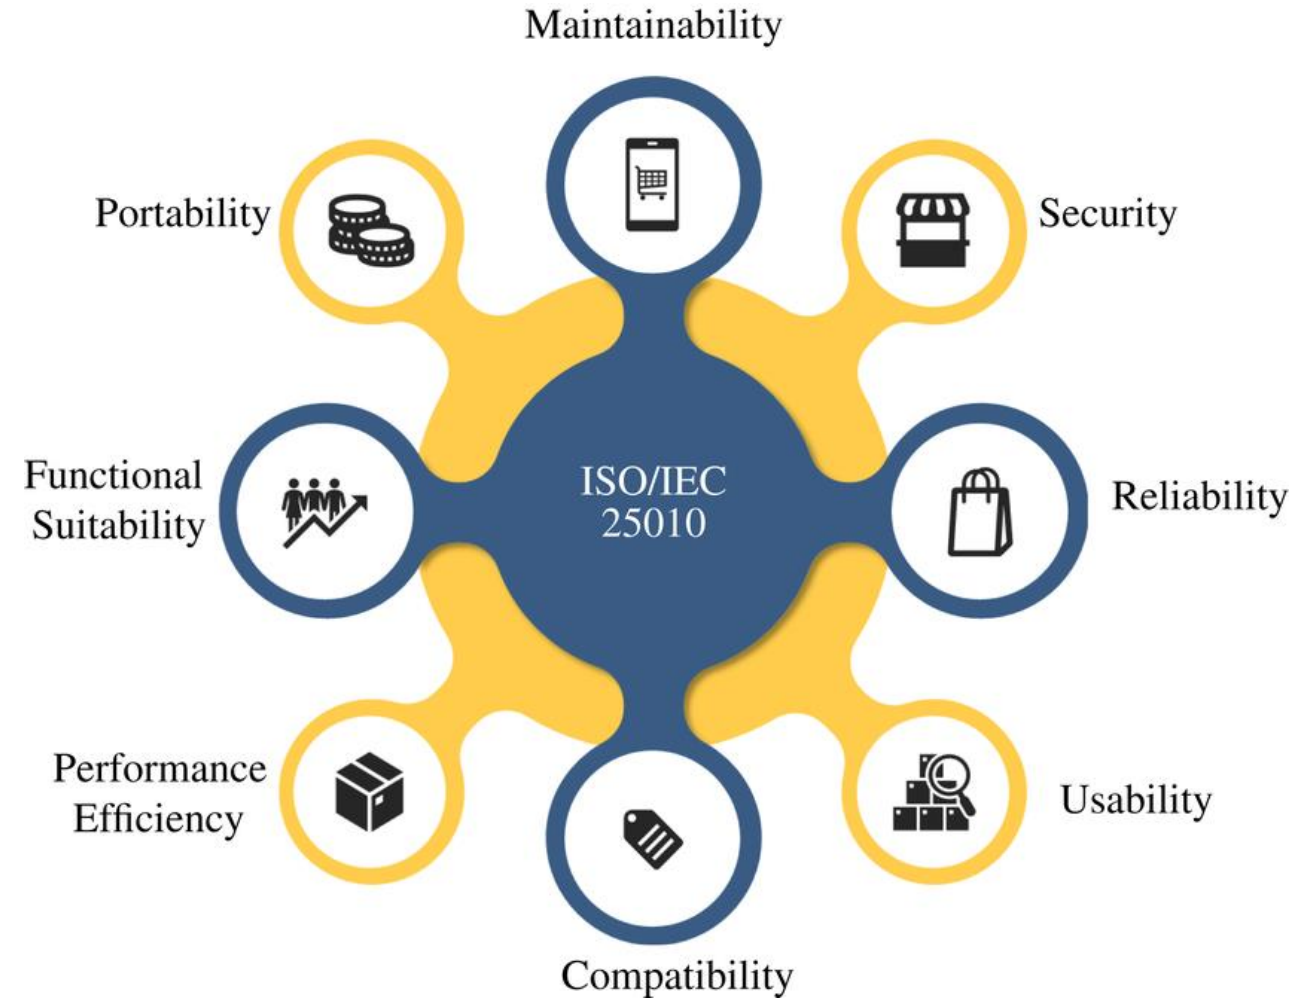 Maintainability
Portability
Security
Functional
Suitability
ISO/IEC
25010
Reliability
Performance
Efficiency
Usability
Compatibility